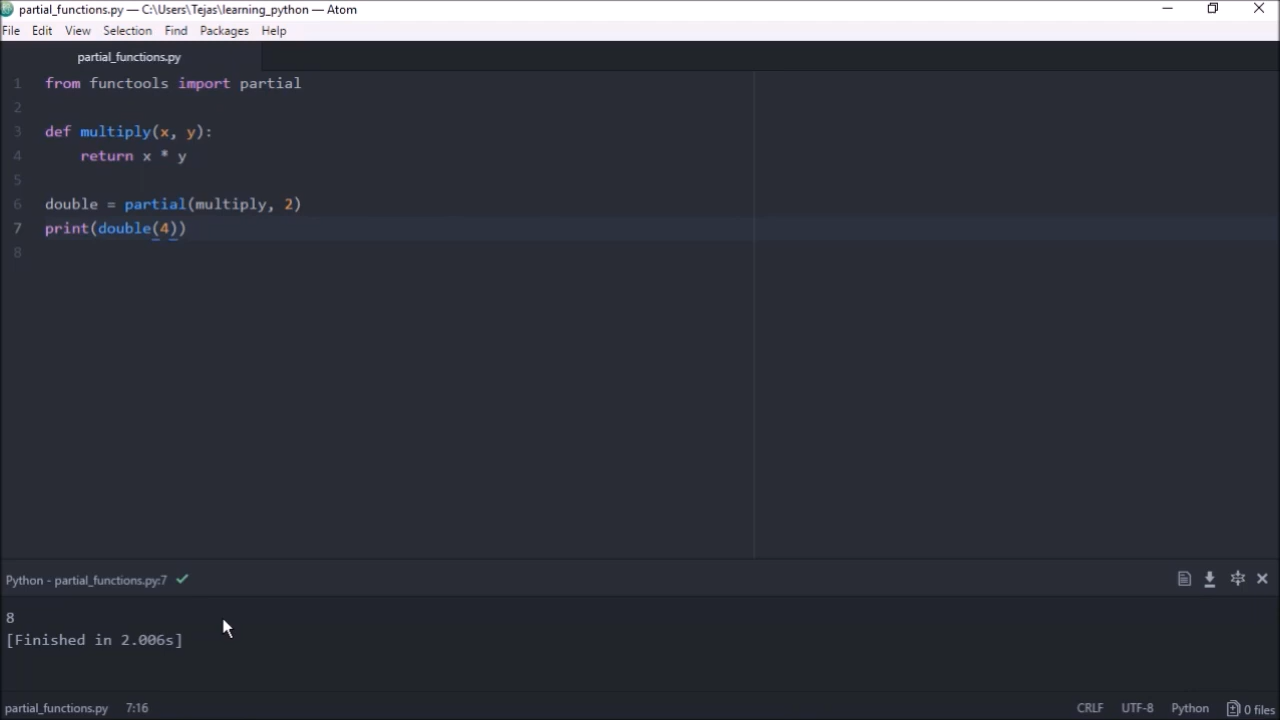 partial_functions.py — C:\Users\Tejas\learning_python — Atom
File Edit View Selection Find Packages Help
partial_functions.py
1 from functools import partial
2
3 def multiply(x, y):
4     return x * y
5
6 double = partial(multiply, 2)
7 print(double(4))
8
Python - partial_functions.py:7
8
[Finished in 2.006s]
partial_functions.py 7:16 CRLF UTF-8 Python 0 files